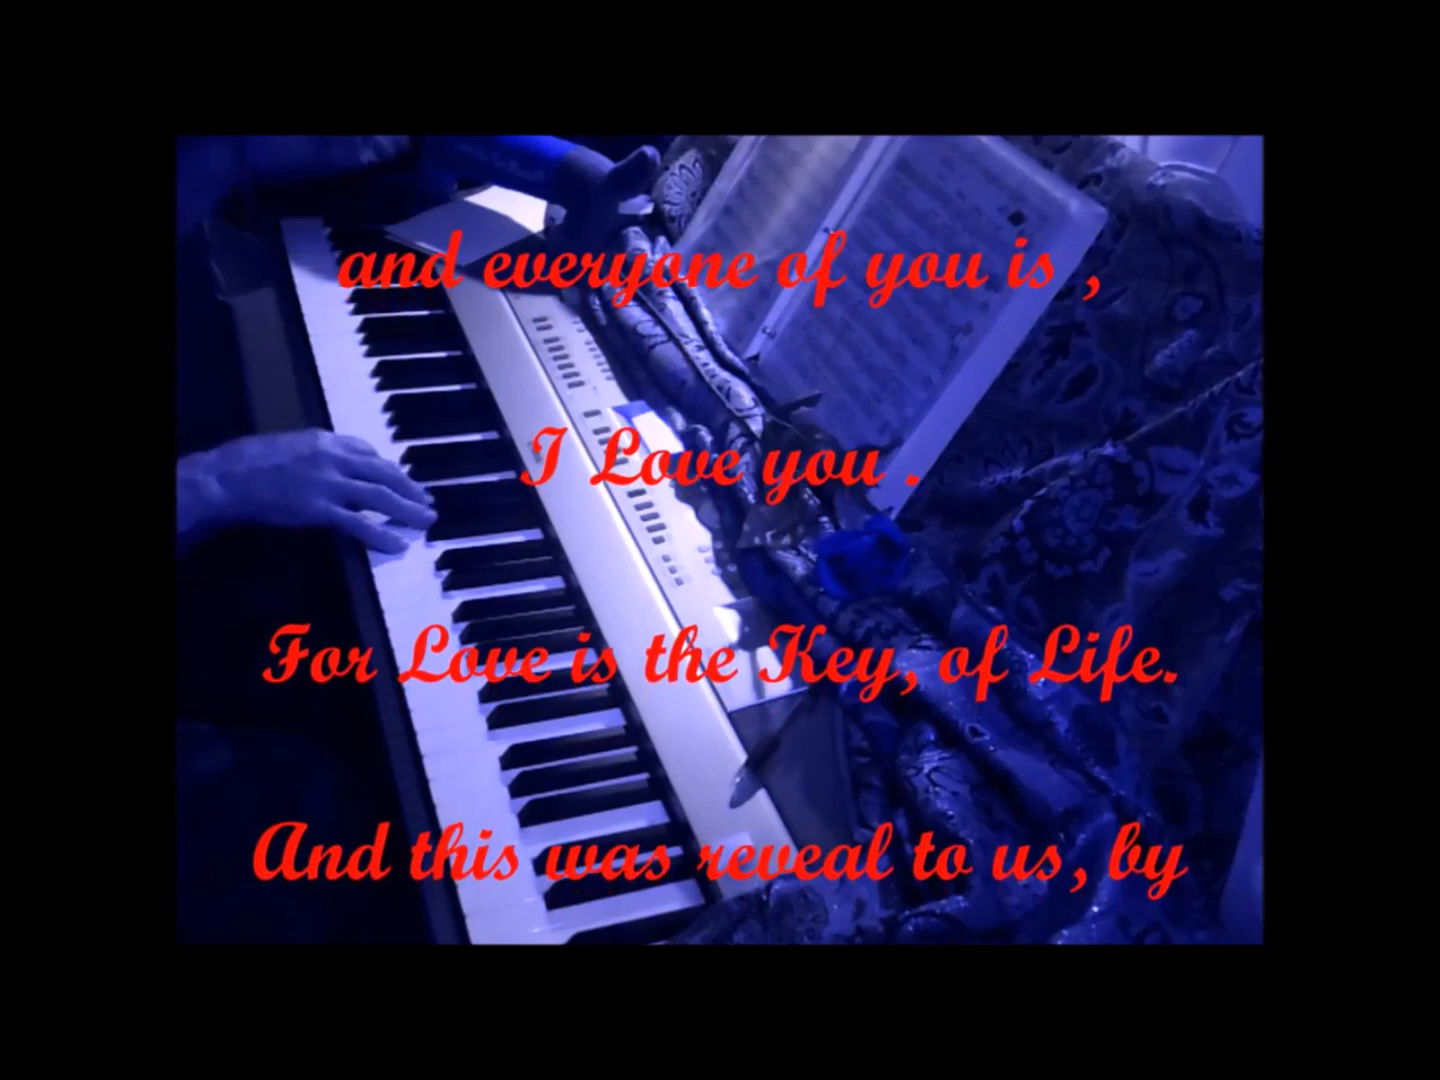 and everyone of you is ,
I Love you .
For Love is the Key, of Life.
And this was reveal to us, by